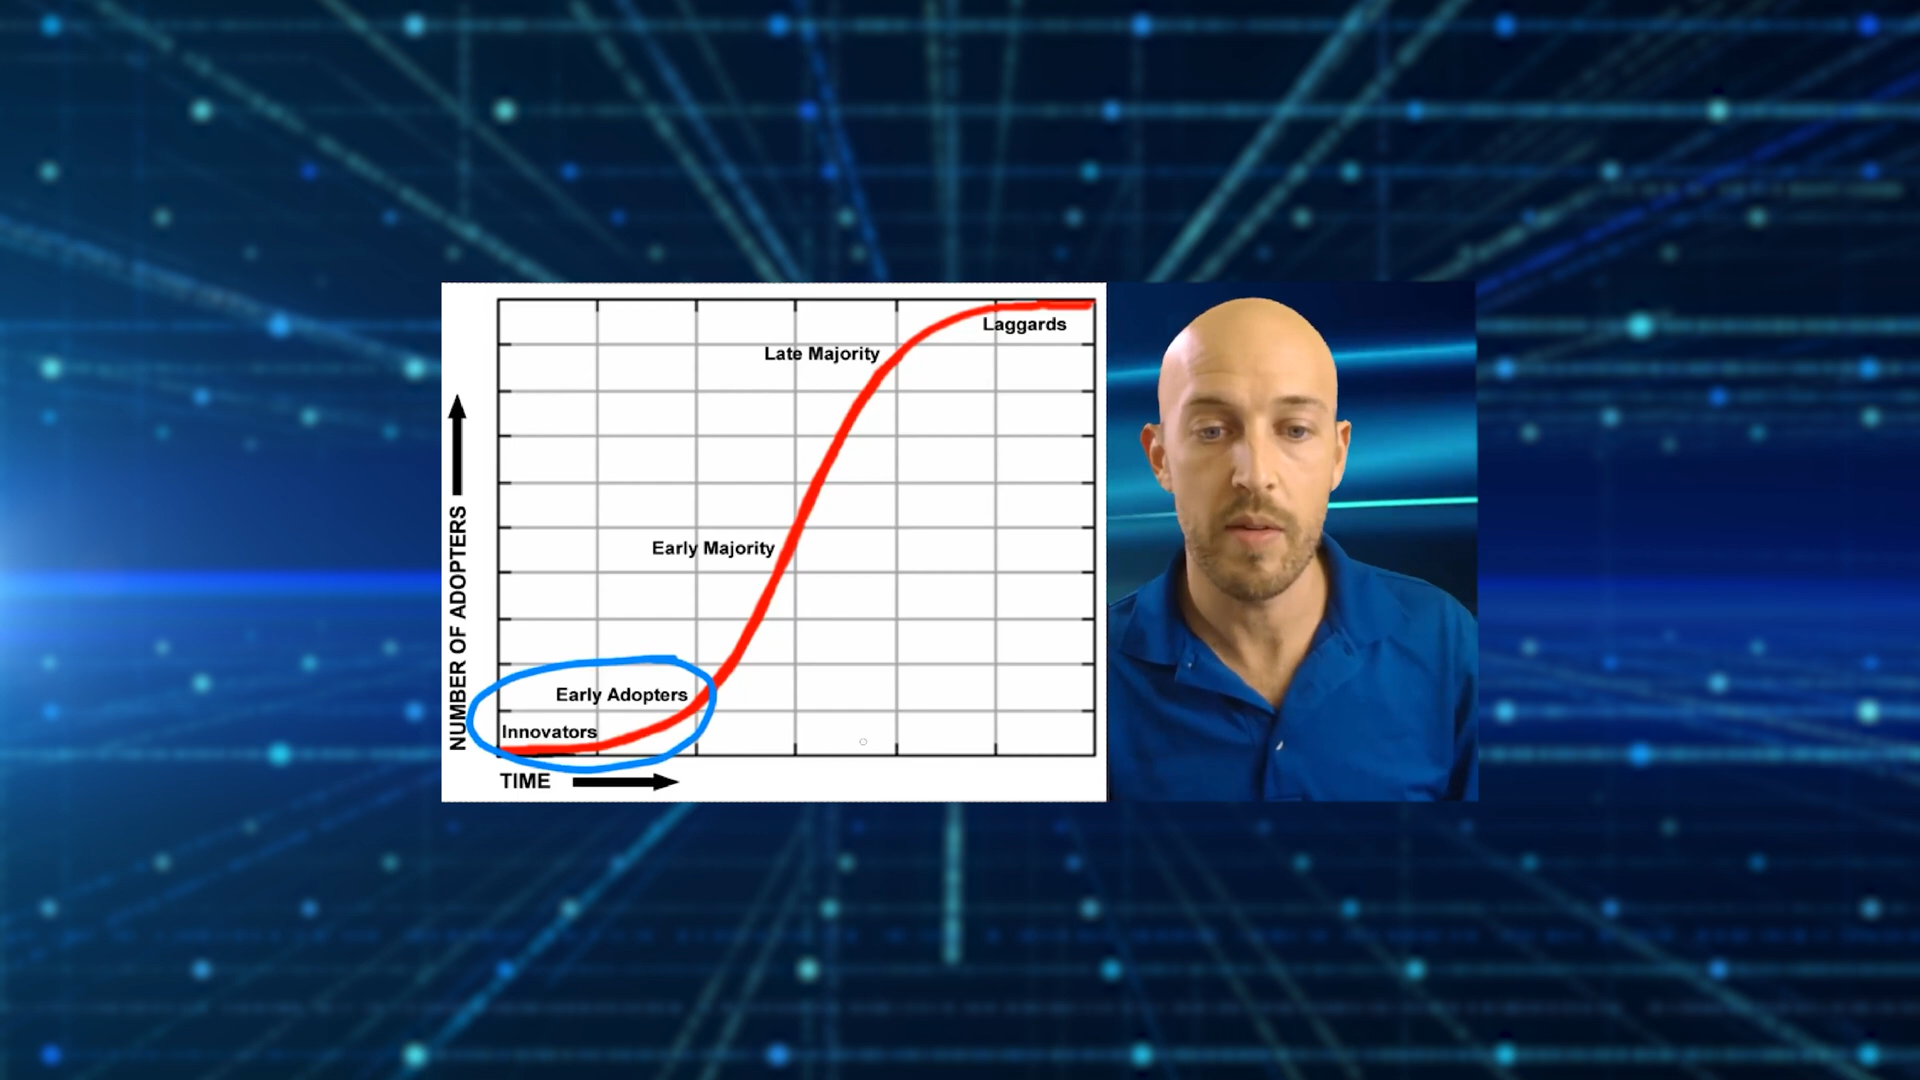 Laggards
Late Majority
Early Majority
Early Adopters
Innovators
NUMBER OF ADOPTERS
TIME